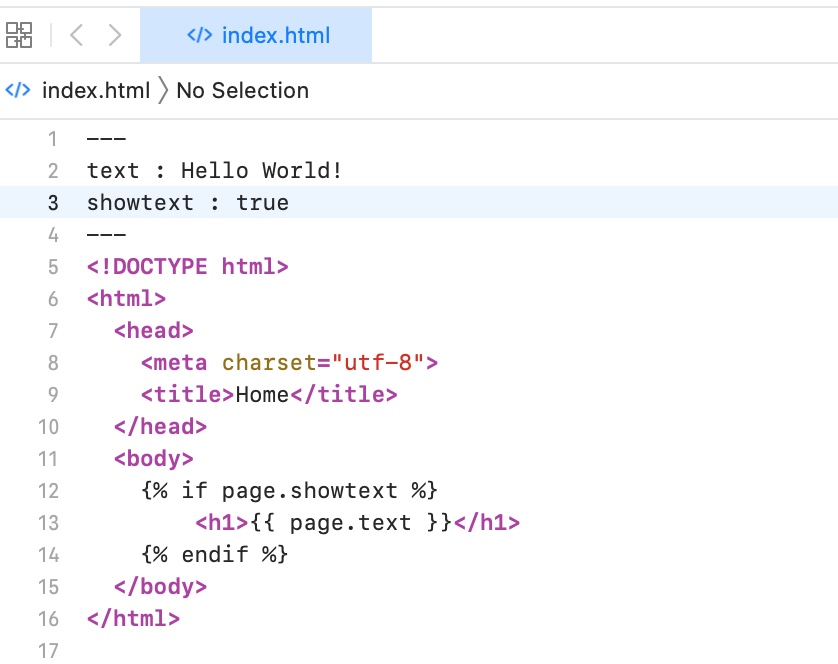 </> index.html
</> index.html 〉 No Selection
1 ---
2 text : Hello World!
3 showtext : true
4 ---
5 <!DOCTYPE html>
6 <html>
7   <head>
8     <meta charset="utf-8">
9     <title>Home</title>
10   </head>
11   <body>
12     {% if page.showtext %}
13         <h1>{{ page.text }}</h1>
14     {% endif %}
15   </body>
16 </html>
17